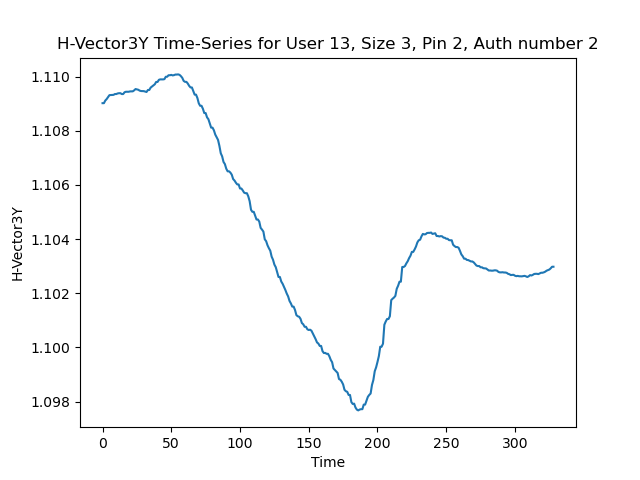 H-Vector3Y Time-Series for User 13, Size 3, Pin 2, Auth number 2
1.110
1.108
1.106
1.104
1.102
1.100
1.098
H-Vector3Y
0 50 100 150 200 250 300
Time